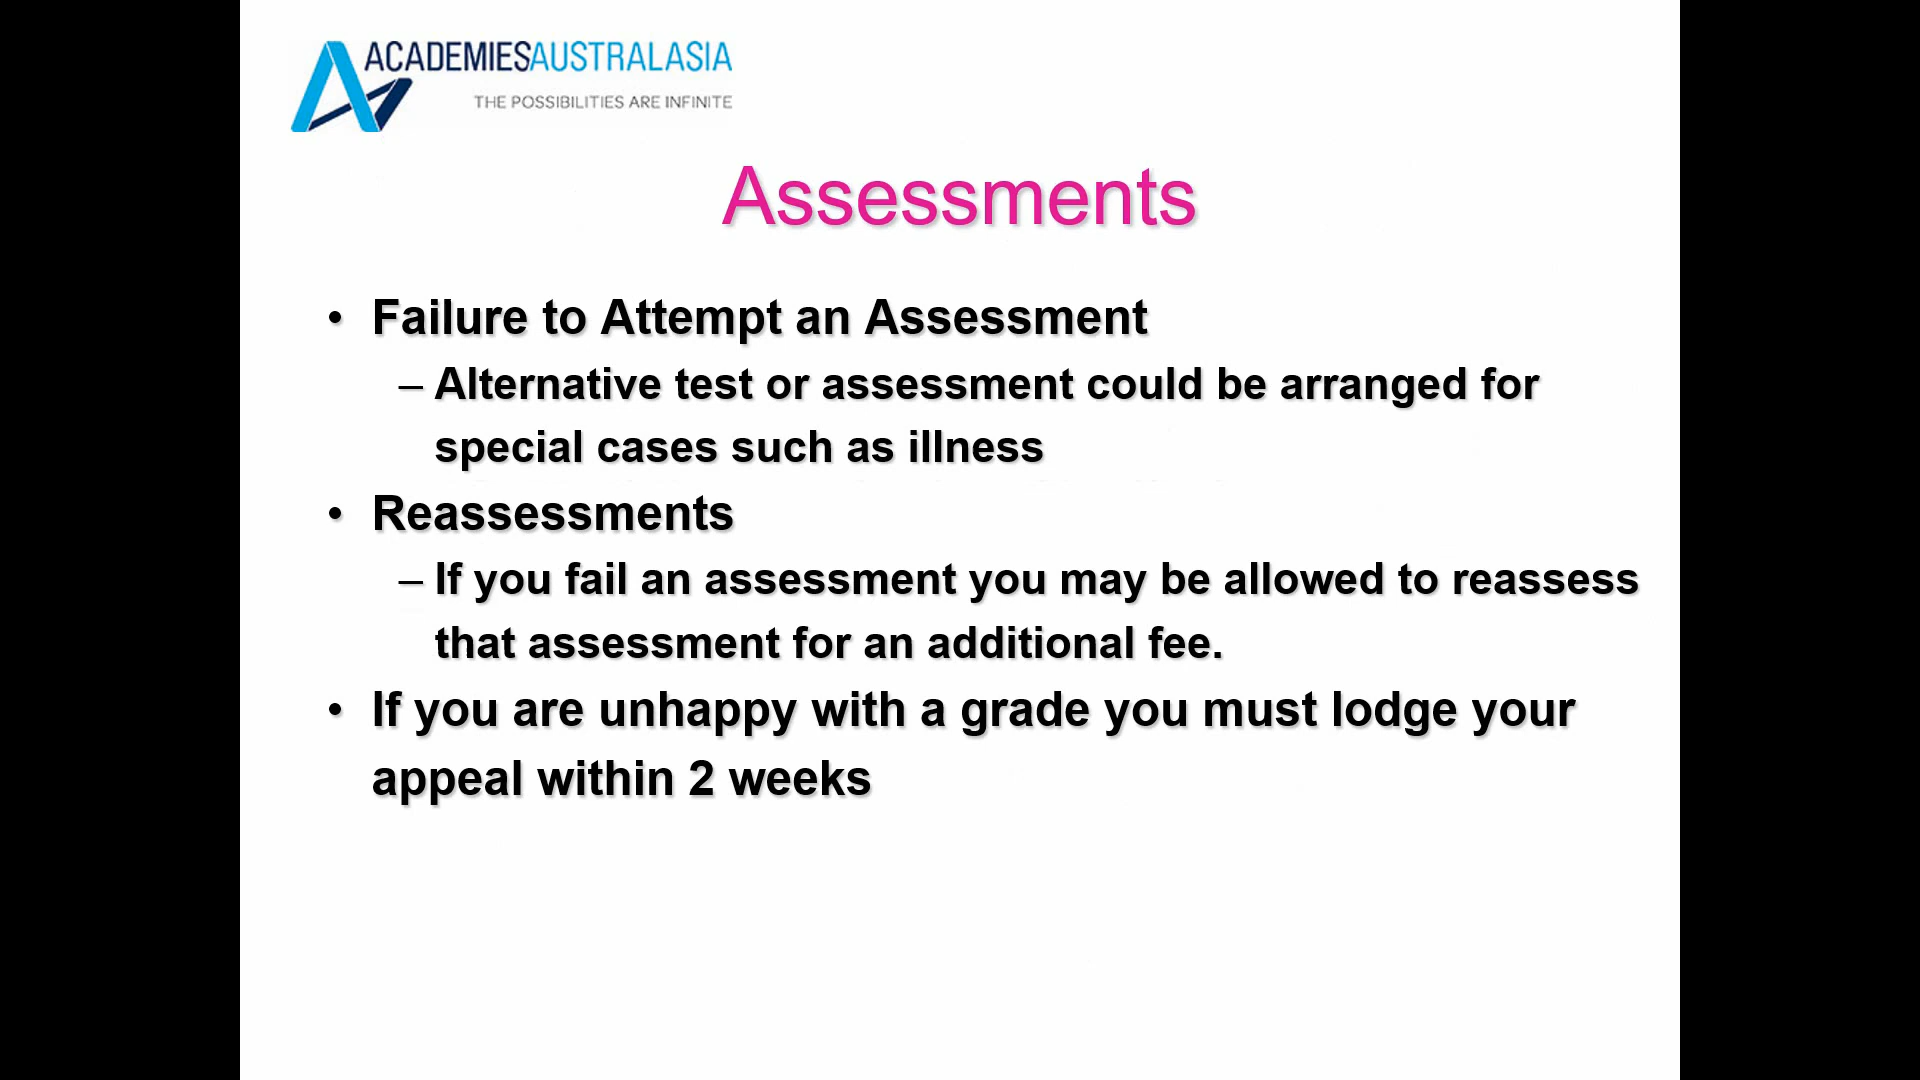 ACADEMIESAUSTRALASIA
THE POSSIBILITIES ARE INFINITE
Assessments
• Failure to Attempt an Assessment
– Alternative test or assessment could be arranged for
special cases such as illness
• Reassessments
– If you fail an assessment you may be allowed to reassess
that assessment for an additional fee.
• If you are unhappy with a grade you must lodge your
appeal within 2 weeks